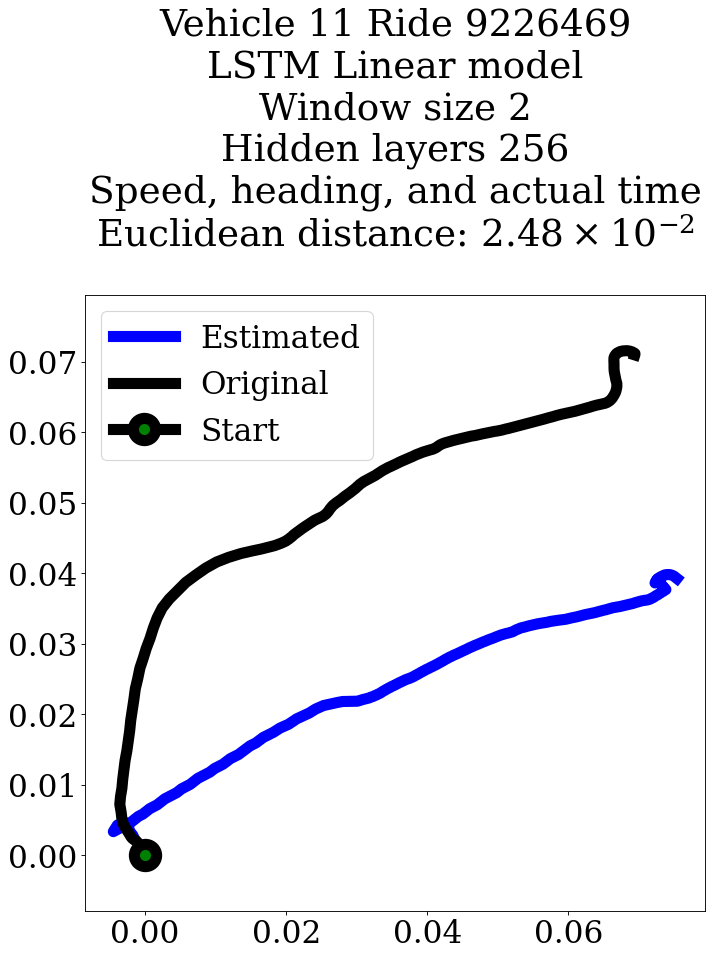 Vehicle 11 Ride 9226469
LSTM Linear model
Window size 2
Hidden layers 256
Speed, heading, and actual time
Euclidean distance: 2.48 × 10⁻²
Estimated
Original
Start
0.07
0.06
0.05
0.04
0.03
0.02
0.01
0.00
0.00 0.02 0.04 0.06